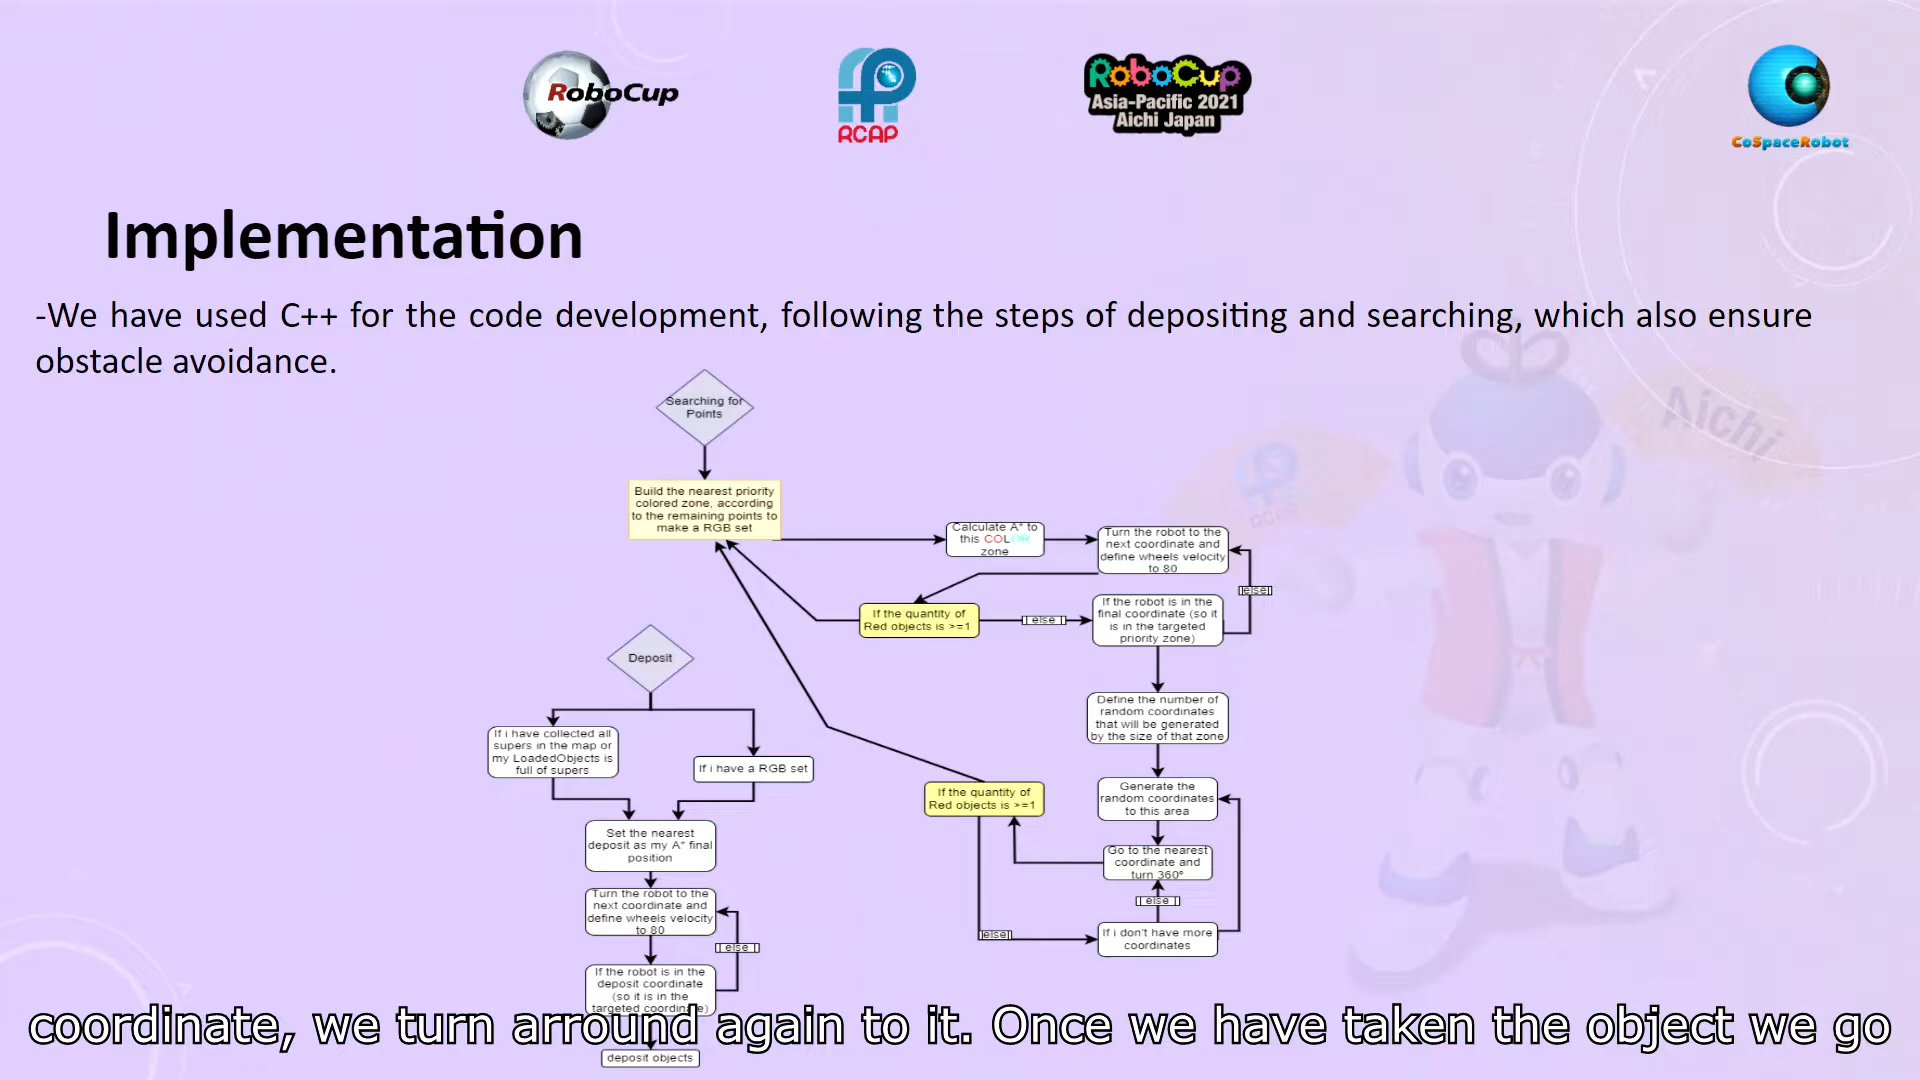 RoboCup
RCAP
RoboCup
Asia-Pacific 2021
Aichi Japan
CoSpaceRobot
Implementation
-We have used C++ for the code development, following the steps of depositing and searching, which also ensure
obstacle avoidance.
Aichi
RCAP
Searching for
Points
Build the nearest priority
colored zone, according
to the remaining points to
make a RGB set
Calculate A* to
this COLOR
zone
Turn the robot to the
next coordinate and
define wheels velocity
to 80
[else]
If the quantity of
Red objects is >=1
[ else ]
If the robot is in the
final coordinate (so it
is in the targeted
priority zone)
Define the number of
random coordinates
that will be generated
by the size of that zone
Generate the
random coordinates
to this area
Go to the nearest
coordinate and
turn 360º
[ else ]
If i don't have more
coordinates
If the quantity of
Red objects is >=1
[else]
Deposit
If i have collected all
supers in the map or
my LoadedObjects is
full of supers
If i have a RGB set
Set the nearest
deposit as my A* final
position
Turn the robot to the
next coordinate and
define wheels velocity
to 80
[ else ]
If the robot is in the
deposit coordinate
(so it is in the
targeted coordinate)
deposit objects
coordinate, we turn arround again to it. Once we have taken the object we go